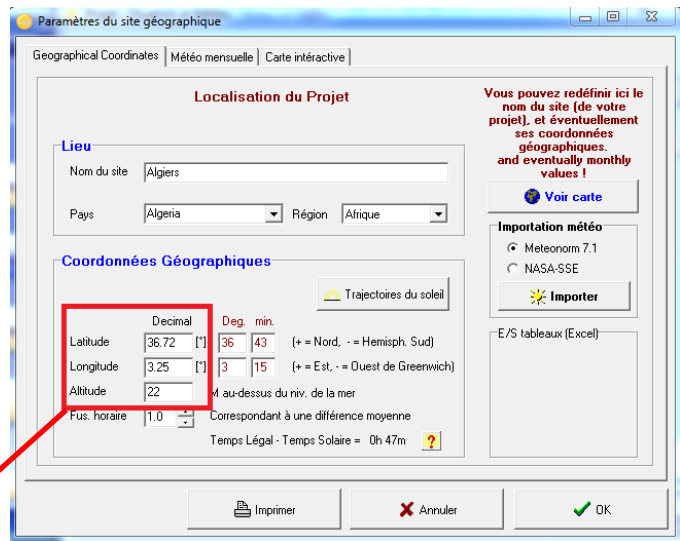 Paramètres du site géographique
Geographical Coordinates Météo mensuelle Carte intéractive
Localisation du Projet
Lieu
Nom du site Algiers
Pays Algeria Région Afrique
Coordonnées Géographiques
Trajectoires du soleil
Decimal Deg. min.
Latitude 36.72 [°] 36 43 (+ = Nord, - = Hemisph. Sud)
Longitude 3.25 [°] 3 15 (+ = Est, - = Ouest de Greenwich)
Altitude 22 M au-dessus du niv. de la mer
Fus. horaire 1.0 Correspondant à une différence moyenne
Temps Légal - Temps Solaire = 0h 47m ?
Vous pouvez redéfinir ici le
nom du site (de votre
projet), et éventuellement
ses coordonnées
géographiques.
and eventually monthly
values !
Voir carte
Importation météo
Meteonorm 7.1
NASA-SSE
Importer
E/S tableaux (Excel)
Imprimer Annuler OK